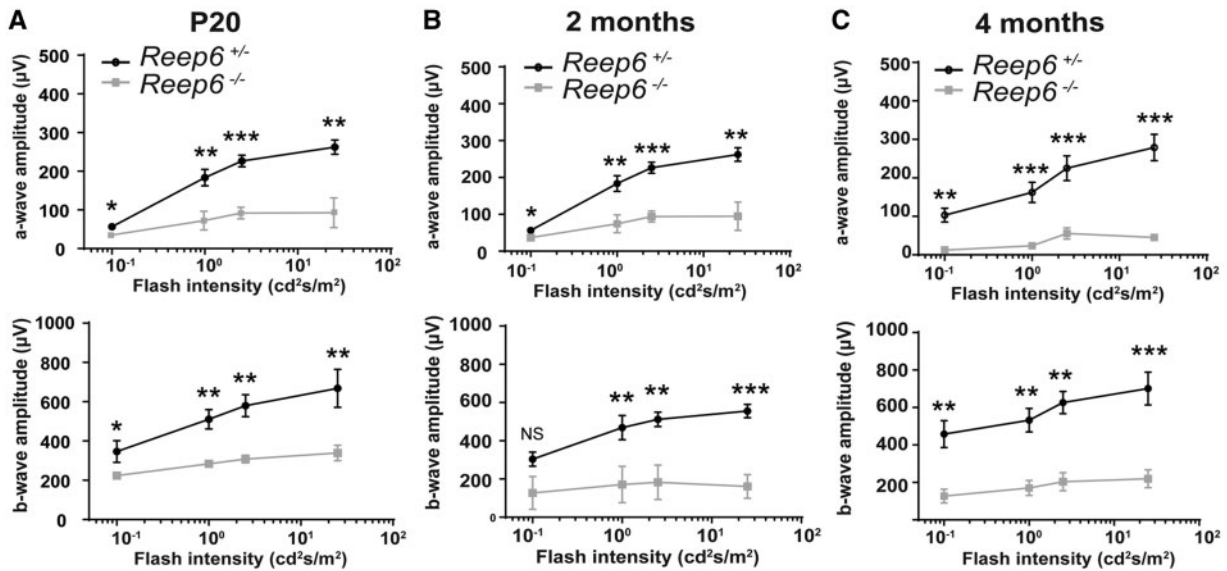 A P20
500
400
300
200
100
0
a-wave amplitude (µV)
Reep6 +/-
Reep6 -/-
*
**
***
**
10-1 100 101 102
Flash intensity (cd²s/m²)
B 2 months
500
400
300
200
100
0
a-wave amplitude (µV)
Reep6 +/-
Reep6 -/-
*
**
***
**
10-1 100 101 102
Flash intensity (cd²s/m²)
C 4 months
500
400
300
200
100
0
a-wave amplitude (µV)
Reep6 +/-
Reep6 -/-
**
***
***
***
10-1 100 101 102
Flash intensity (cd²s/m²)
1000
800
600
400
200
0
b-wave amplitude (µV)
*
**
**
**
10-1 100 101 102
Flash intensity (cd²s/m²)
1000
800
600
400
200
0
b-wave amplitude (µV)
NS
**
**
***
10-1 100 101 102
Flash intensity (cd²s/m²)
1000
800
600
400
200
0
b-wave amplitude (µV)
**
**
**
***
10-1 100 101 102
Flash intensity (cd²s/m²)